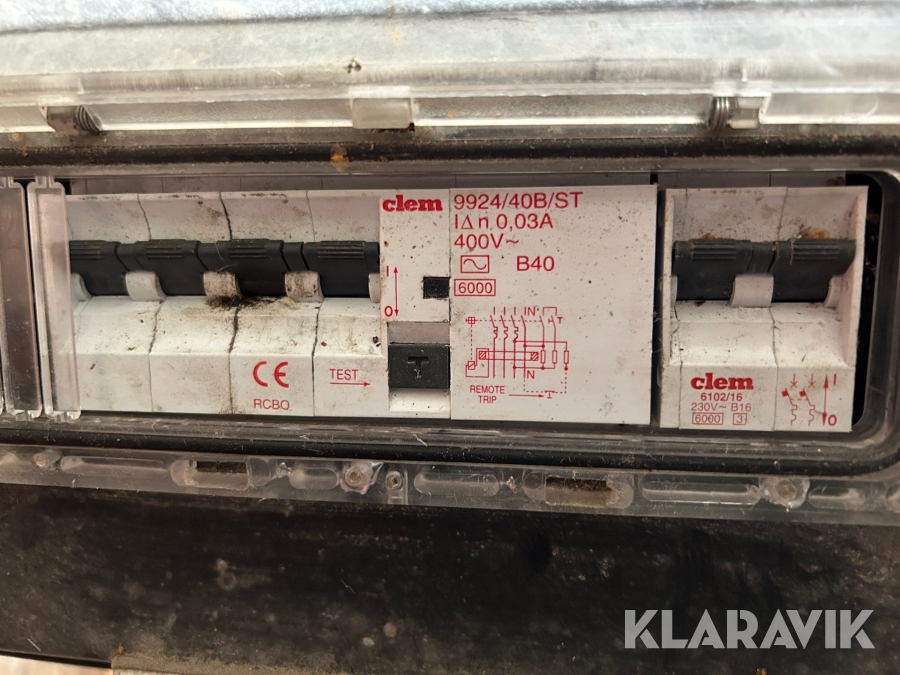 clem
9924/40B/ST
IΔn 0,03A
400V~
B40
6000
I
O
CE
RCBO
TEST
T
IN
N
REMOTE
TRIP
T
clem
6102/16
230V~ B16
6000 3
I
O
KLARAVIK